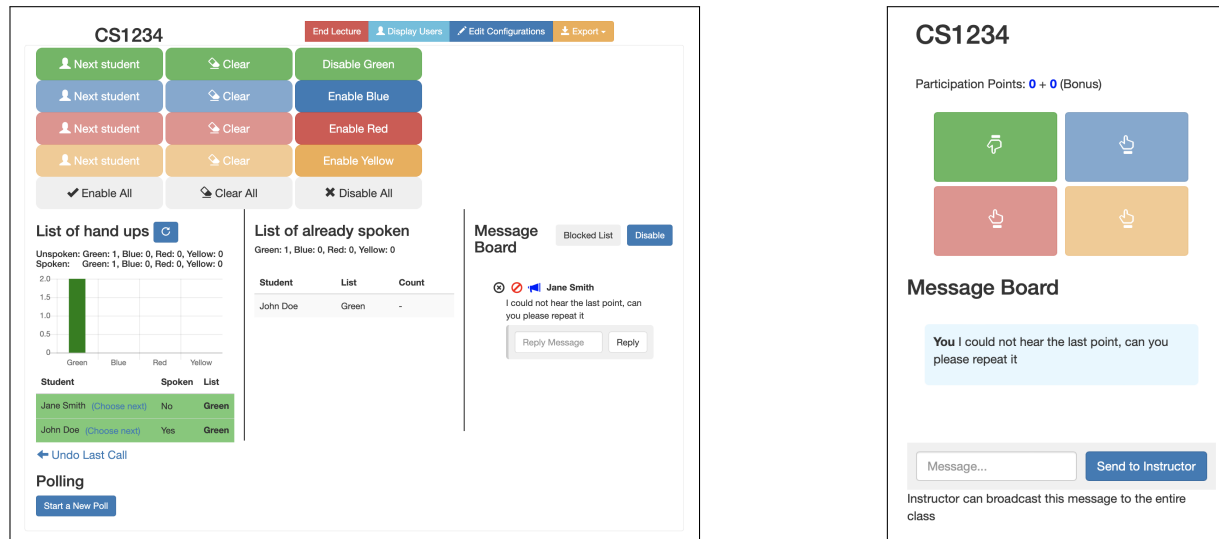 CS1234
End Lecture Display Users Edit Configurations Export
Next student Clear Disable Green
Next student Clear Enable Blue
Next student Clear Enable Red
Next student Clear Enable Yellow
Enable All Clear All Disable All
List of hand ups
Unspoken: Green: 1, Blue: 0, Red: 0, Yellow: 0
Spoken: Green: 1, Blue: 0, Red: 0, Yellow: 0
2.0
1.5
1.0
0.5
0
Green Blue Red Yellow
Student Spoken List
Jane Smith (Choose next) No Green
John Doe (Choose next) Yes Green
Undo Last Call
Polling
Start a New Poll
List of already spoken
Green: 1, Blue: 0, Red: 0, Yellow: 0
Student List Count
John Doe Green -
Message
Board
Blocked List Disable
Jane Smith
I could not hear the last point, can
you please repeat it
Reply Message Reply
CS1234
Participation Points: 0 + 0 (Bonus)
Message Board
You I could not hear the last point, can you
please repeat it
Message... Send to Instructor
Instructor can broadcast this message to the entire
class